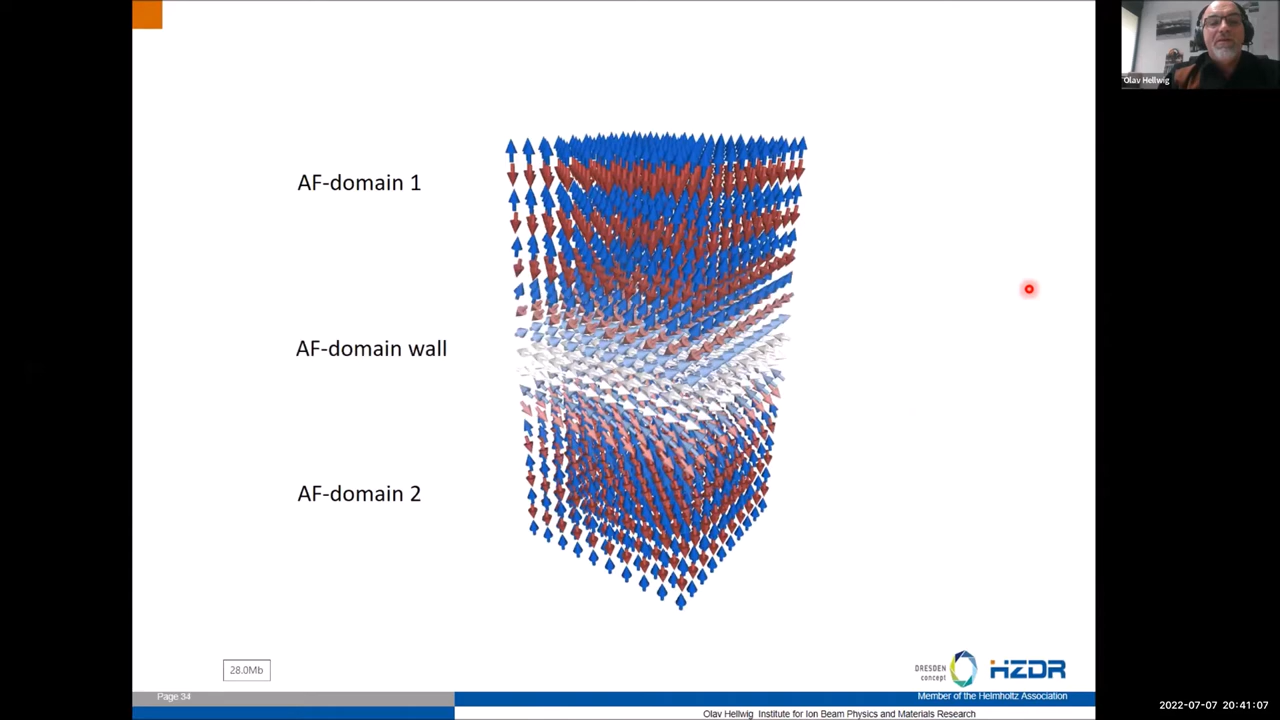 Olav Hellwig
AF-domain 1
AF-domain wall
AF-domain 2
28.0Mb
DRESDEN
concept
HZDR
Page 34
Member of the Helmholtz Association
Olav Hellwig Institute for Ion Beam Physics and Materials Research
2022-07-07 20:41:07